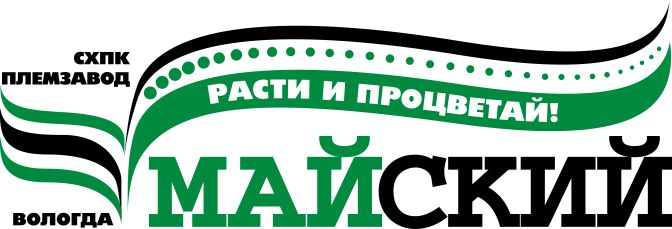 СХПК
ПЛЕМЗАВОД
РАСТИ И ПРОЦВЕТАЙ!
МАЙСКИЙ
ВОЛОГДА